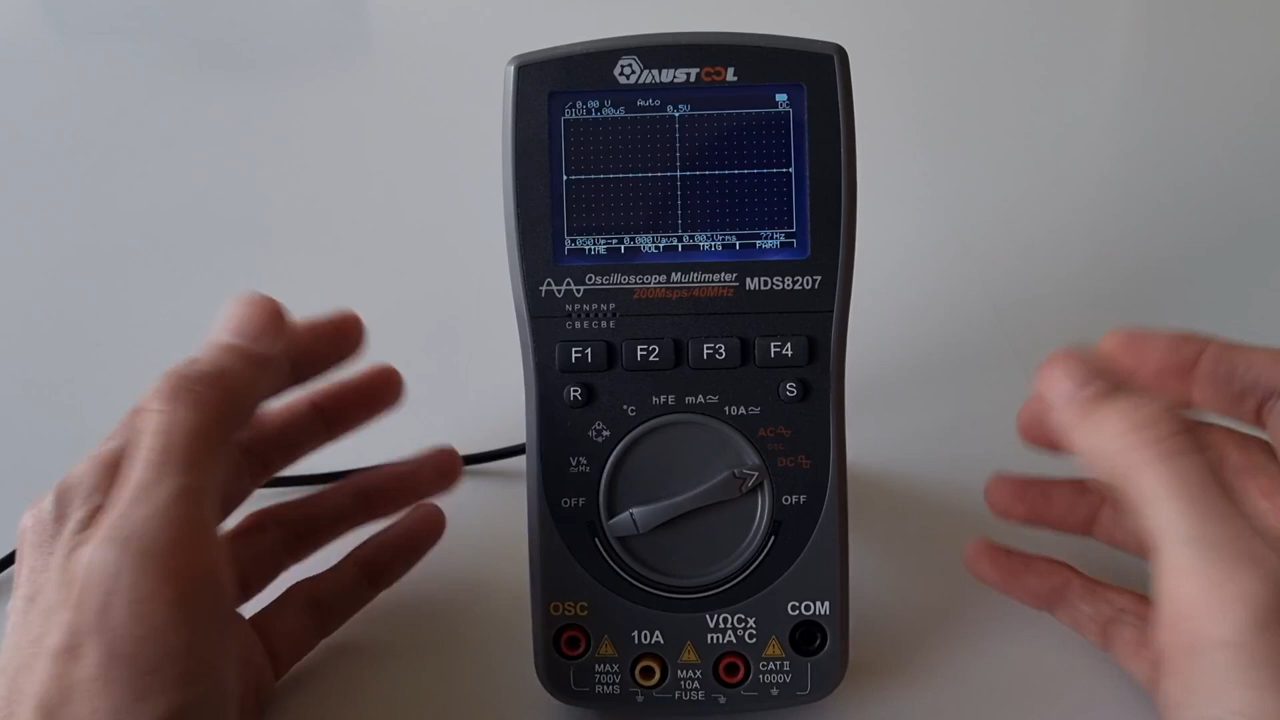 MUSTOOL
0.00 V Auto
DIV: 1.00uS 0.5V DC
0.050Vp-p 0.000Vavg 0.003Vrms ??Hz
TIME VOLT TRIG PARM
Oscilloscope Multimeter
200Msps/40MHz
MDS8207
NPNPNP
CBECBE
F1 F2 F3 F4
R S
°C hFE mA≂ 10A≂
AC
OSC
DC
V%
≂Hz
OFF OFF
OSC
10A
VΩCx
mA°C
COM
MAX
700V
RMS
MAX
10A
FUSE
CAT II
1000V